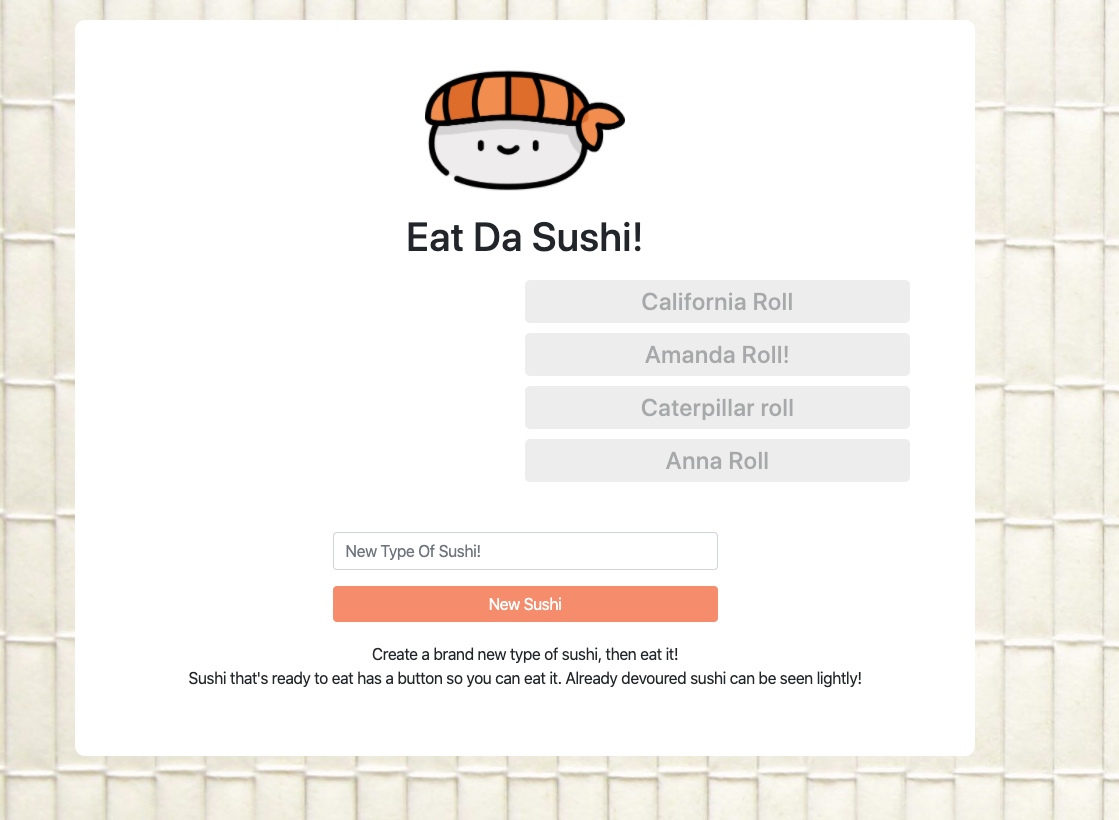 Eat Da Sushi!
California Roll
Amanda Roll!
Caterpillar roll
Anna Roll
New Type Of Sushi!
New Sushi
Create a brand new type of sushi, then eat it!
Sushi that's ready to eat has a button so you can eat it. Already devoured sushi can be seen lightly!